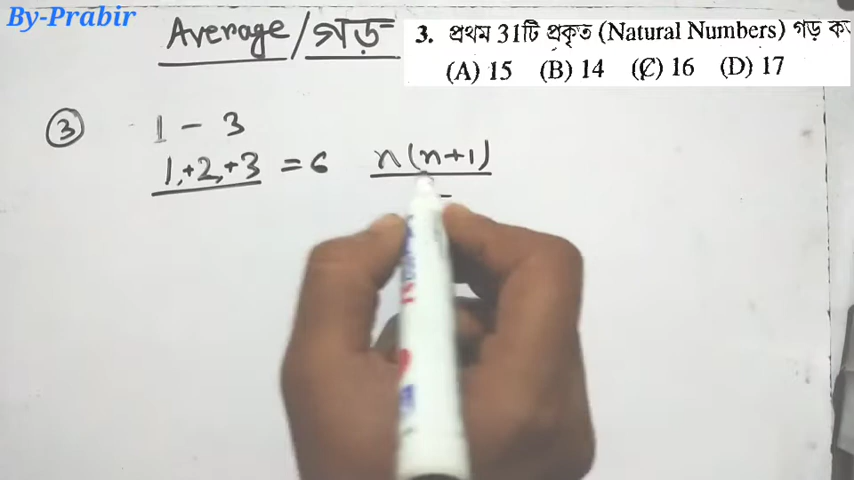 By-Prabir
Average/গড়
3. প্রথম 31টি প্রকৃত (Natural Numbers) গড় কত
(A) 15 (B) 14 (C) 16 (D) 17
③ 1 - 3
1,+2,+3 = 6 n(n+1)